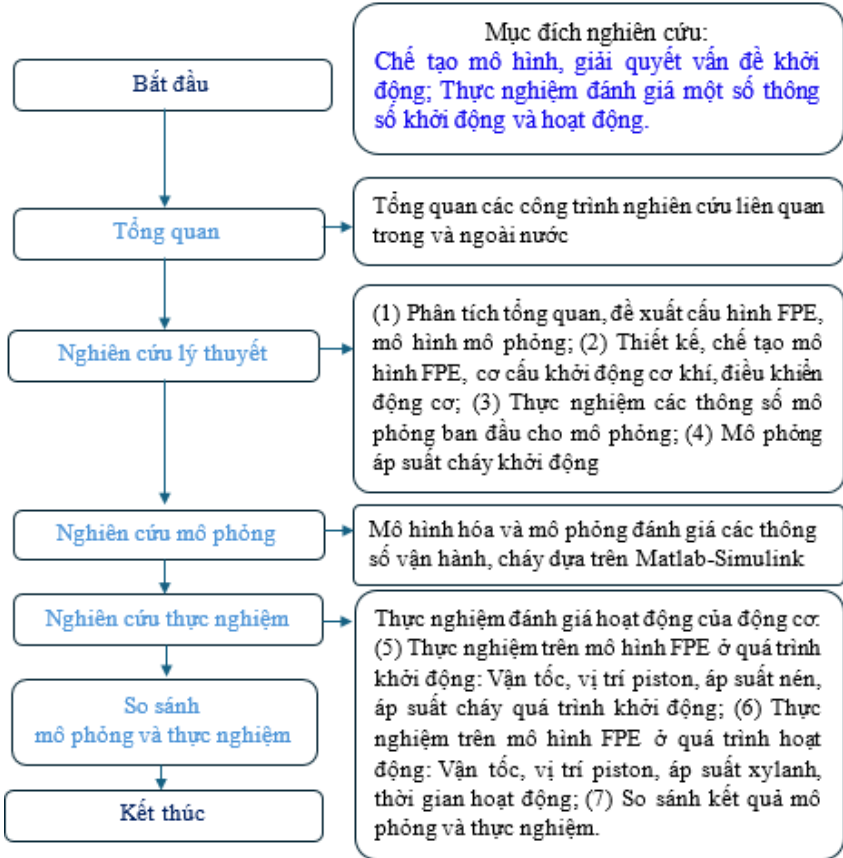 Mục đích nghiên cứu:
Chế tạo mô hình, giải quyết vấn đề khởi
động; Thực nghiệm đánh giá một số thông
số khởi động và hoạt động.
Bắt đầu
Tổng quan
Tổng quan các công trình nghiên cứu liên quan
trong và ngoài nước
Nghiên cứu lý thuyết
(1) Phân tích tổng quan, đề xuất cấu hình FPE,
mô hình mô phỏng; (2) Thiết kế, chế tạo mô
hình FPE, cơ cấu khởi động cơ khí, điều khiển
động cơ; (3) Thực nghiệm các thông số mô
phỏng ban đầu cho mô phỏng; (4) Mô phỏng
áp suất cháy khởi động
Nghiên cứu mô phỏng
Mô hình hóa và mô phỏng đánh giá các thông
số vận hành, cháy dựa trên Matlab-Simulink
Nghiên cứu thực nghiệm
Thực nghiệm đánh giá hoạt động của động cơ:
(5) Thực nghiệm trên mô hình FPE ở quá trình
khởi động: Vận tốc, vị trí piston, áp suất nén,
áp suất cháy quá trình khởi động; (6) Thực
nghiệm trên mô hình FPE ở quá trình hoạt
động: Vận tốc, vị trí piston, áp suất xylanh,
thời gian hoạt động; (7) So sánh kết quả mô
phỏng và thực nghiệm.
So sánh
mô phỏng và thực nghiệm
Kết thúc